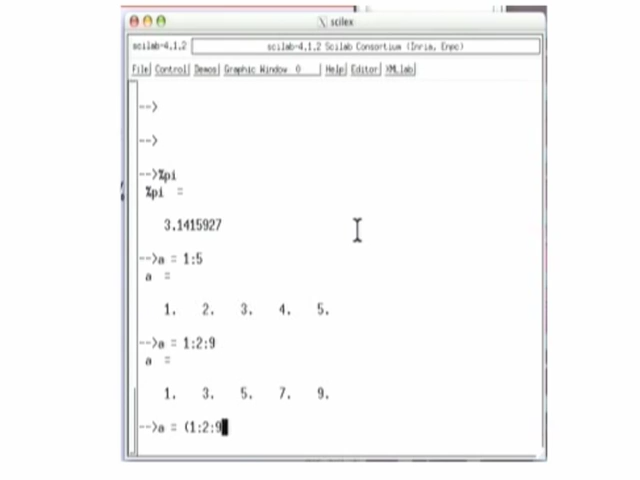 scilex
scilab-4.1.2 scilab-4.1.2 Scilab Consortium (Inria, Enpc)
File Control Demos Graphic Window 0 Help Editor XMLlab
-->
-->
-->%pi
%pi =
3.1415927
-->a = 1:5
a =
1. 2. 3. 4. 5.
-->a = 1:2:9
a =
1. 3. 5. 7. 9.
-->a = (1:2:9